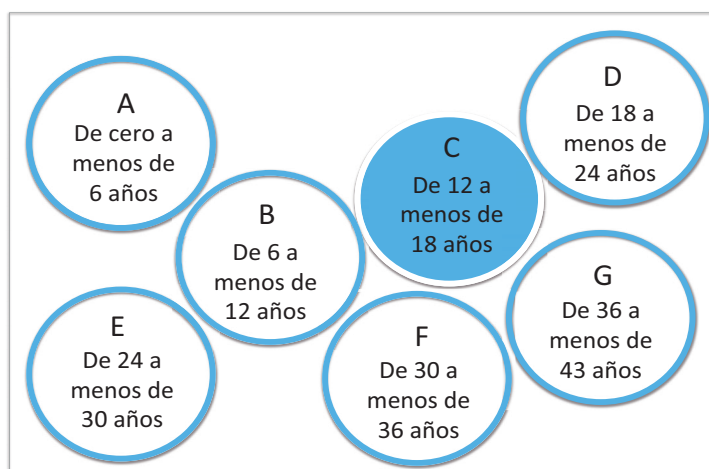 A
De cero a
menos de
6 años
B
De 6 a
menos de
12 años
C
De 12 a
menos de
18 años
D
De 18 a
menos de
24 años
E
De 24 a
menos de
30 años
F
De 30 a
menos de
36 años
G
De 36 a
menos de
43 años